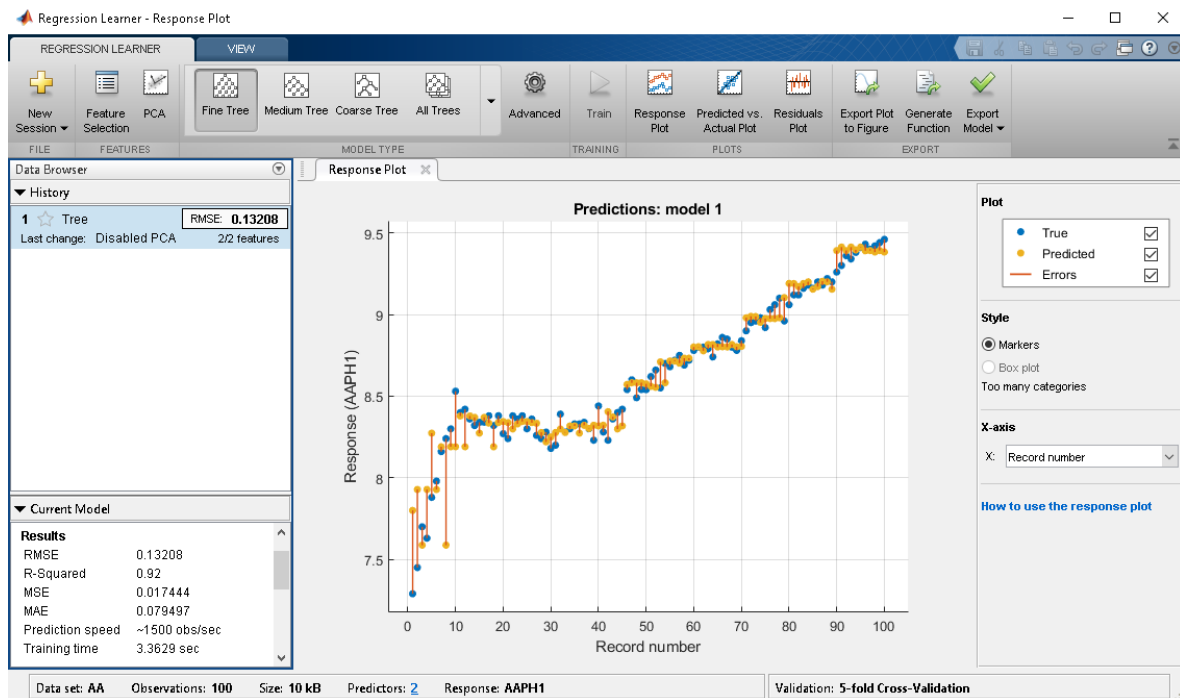 Regression Learner - Response Plot
REGRESSION LEARNER
VIEW
New
Session
Feature
Selection
PCA
Fine Tree
Medium Tree
Coarse Tree
All Trees
Advanced
Train
Response
Plot
Predicted vs.
Actual Plot
Residuals
Plot
Export Plot
to Figure
Generate
Function
Export
Model
FILE
FEATURES
MODEL TYPE
TRAINING
PLOTS
EXPORT
Data Browser
History
1 Tree RMSE: 0.13208
Last change: Disabled PCA 2/2 features
Current Model
Results
RMSE 0.13208
R-Squared 0.92
MSE 0.017444
MAE 0.079497
Prediction speed ~1500 obs/sec
Training time 3.3629 sec
Response Plot
Predictions: model 1
Response (AAPH1)
9.5
9
8.5
8
7.5
0 10 20 30 40 50 60 70 80 90 100
Record number
Plot
True
Predicted
Errors
Style
Markers
Box plot
Too many categories
X-axis
X: Record number
How to use the response plot
Data set: AA Observations: 100 Size: 10 kB Predictors: 2 Response: AAPH1
Validation: 5-fold Cross-Validation